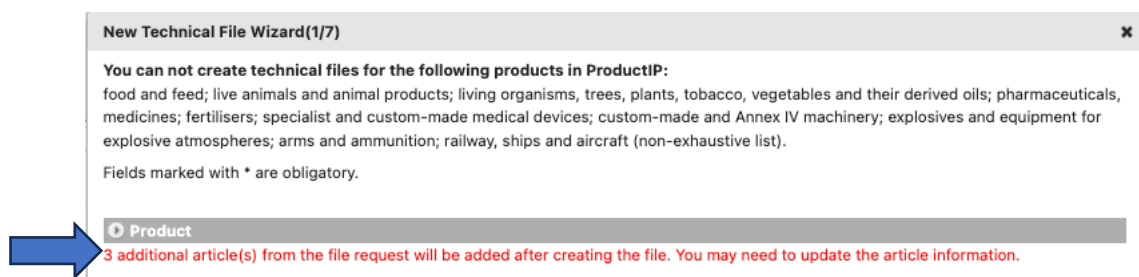 New Technical File Wizard(1/7)
You can not create technical files for the following products in ProductIP:
food and feed; live animals and animal products; living organisms, trees, plants, tobacco, vegetables and their derived oils; pharmaceuticals,
medicines; fertilisers; specialist and custom-made medical devices; custom-made and Annex IV machinery; explosives and equipment for
explosive atmospheres; arms and ammunition; railway, ships and aircraft (non-exhaustive list).
Fields marked with * are obligatory.
Product
3 additional article(s) from the file request will be added after creating the file. You may need to update the article information.